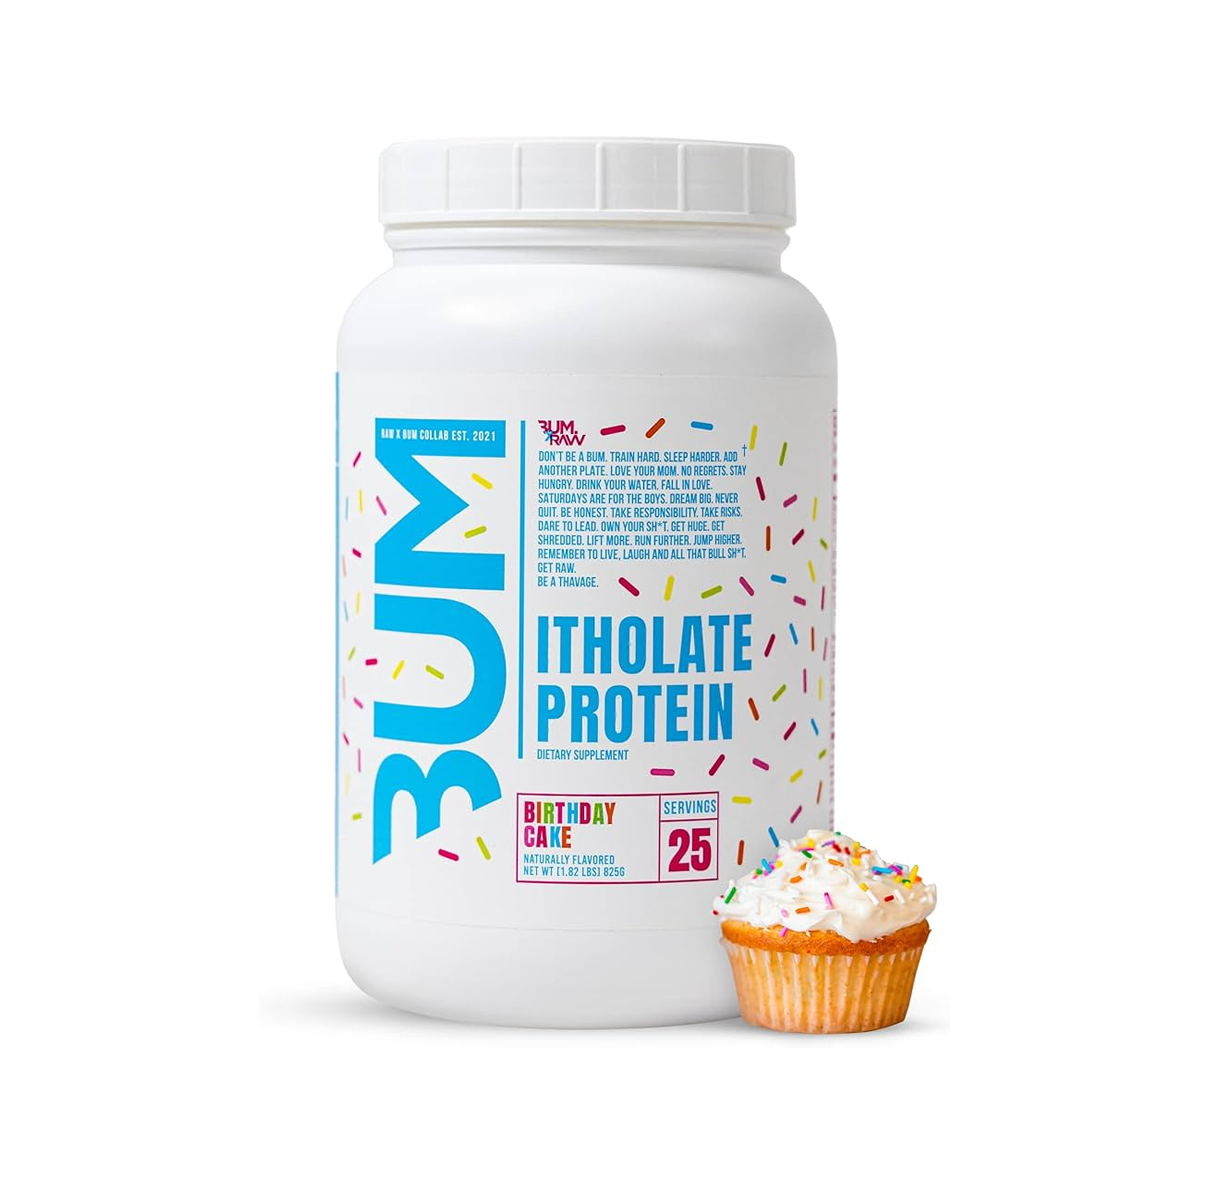 RAW X BUM COLLAB EST. 2021
BUM
BUM.
X RAW
DON'T BE A BUM. TRAIN HARD. SLEEP HARDER. ADD †
ANOTHER PLATE. LOVE YOUR MOM. NO REGRETS. STAY
HUNGRY. DRINK YOUR WATER. FALL IN LOVE.
SATURDAYS ARE FOR THE BOYS. DREAM BIG. NEVER
QUIT. BE HONEST. TAKE RESPONSIBILITY. TAKE RISKS.
DARE TO LEAD. OWN YOUR SH*T. GET HUGE. GET
SHREDDED. LIFT MORE. RUN FURTHER. JUMP HIGHER.
REMEMBER TO LIVE, LAUGH AND ALL THAT BULL SH*T.
GET RAW.
BE A THAVAGE.
ITHOLATE
PROTEIN
DIETARY SUPPLEMENT
BIRTHDAY
CAKE
NATURALLY FLAVORED
NET WT [1.82 LBS] 825G
SERVINGS
25